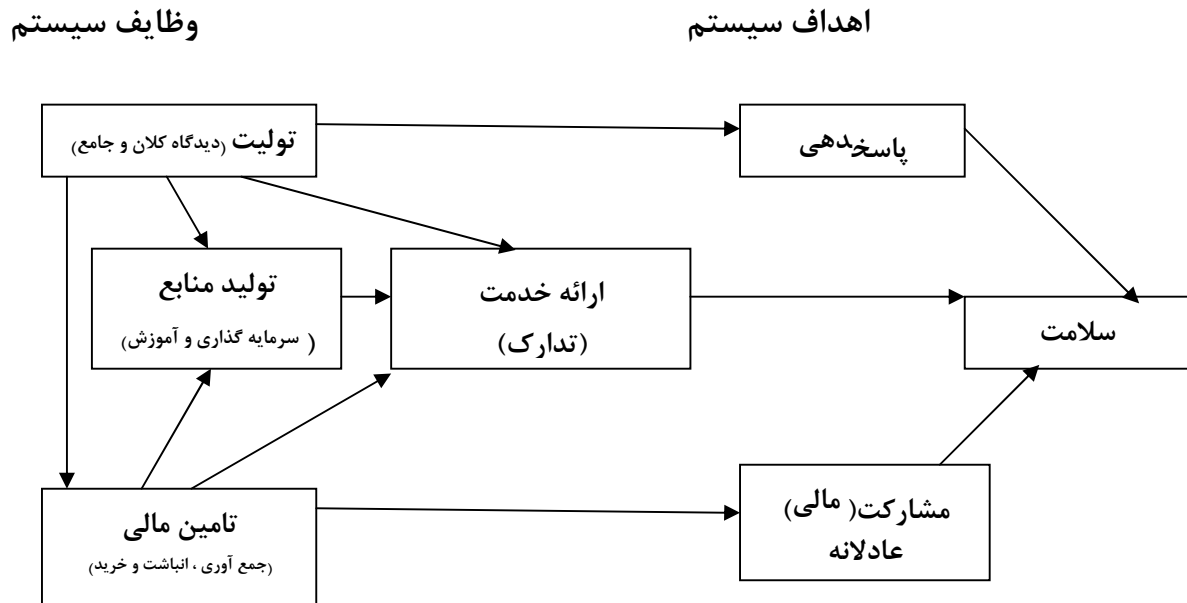 وظایف سیستم
اهداف سیستم
تولیت (دیدگاه کلان و جامع)
پاسخدهی
تولید منابع
( سرمایه گذاری و آموزش)
ارائه خدمت
(تدارک)
سلامت
تامین مالی
(جمع آوری ، انباشت و خرید)
مشارکت( مالی)
عادلانه